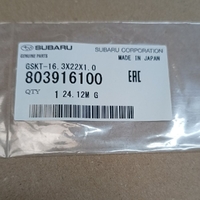 SUBARU
SUBARU CORPORATION
GENUINE PARTS
MADE IN JAPAN
GSKT-16.3X22X1.0
803916100
EAC
QTY
1 24.12M G